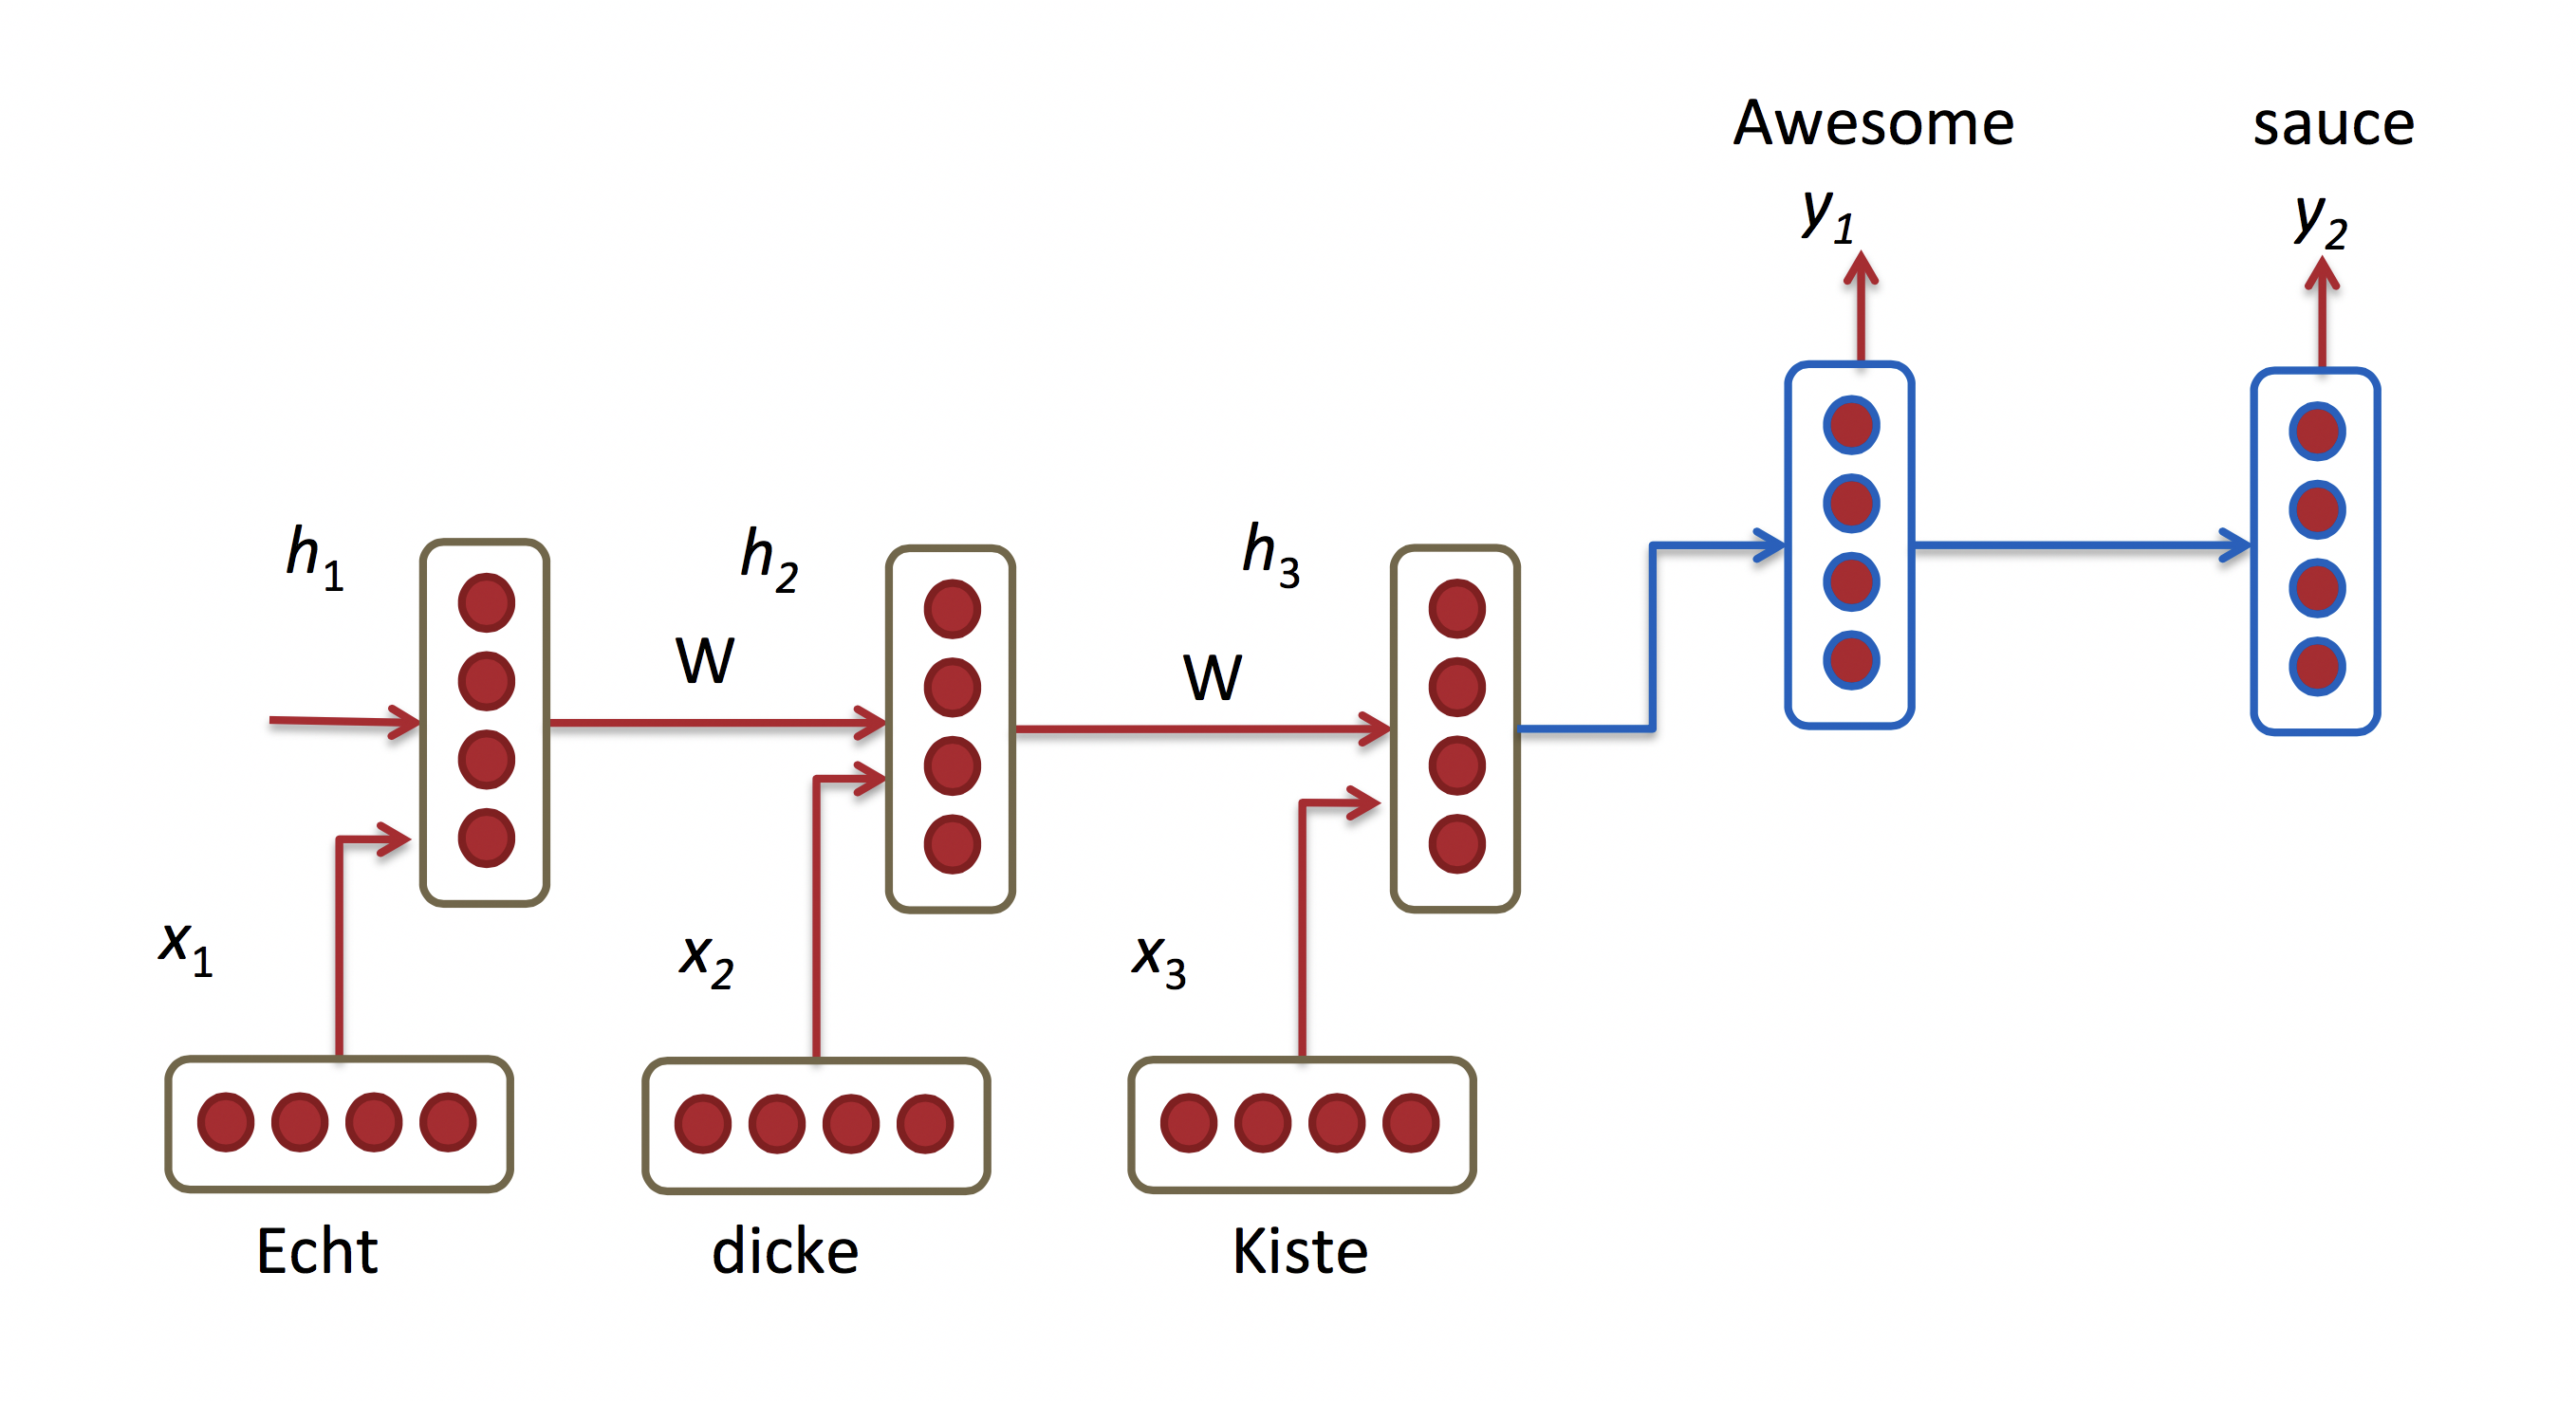 Awesome sauce
y1 y2
h1 h2 h3
W W
x1 x2 x3
Echt dicke Kiste